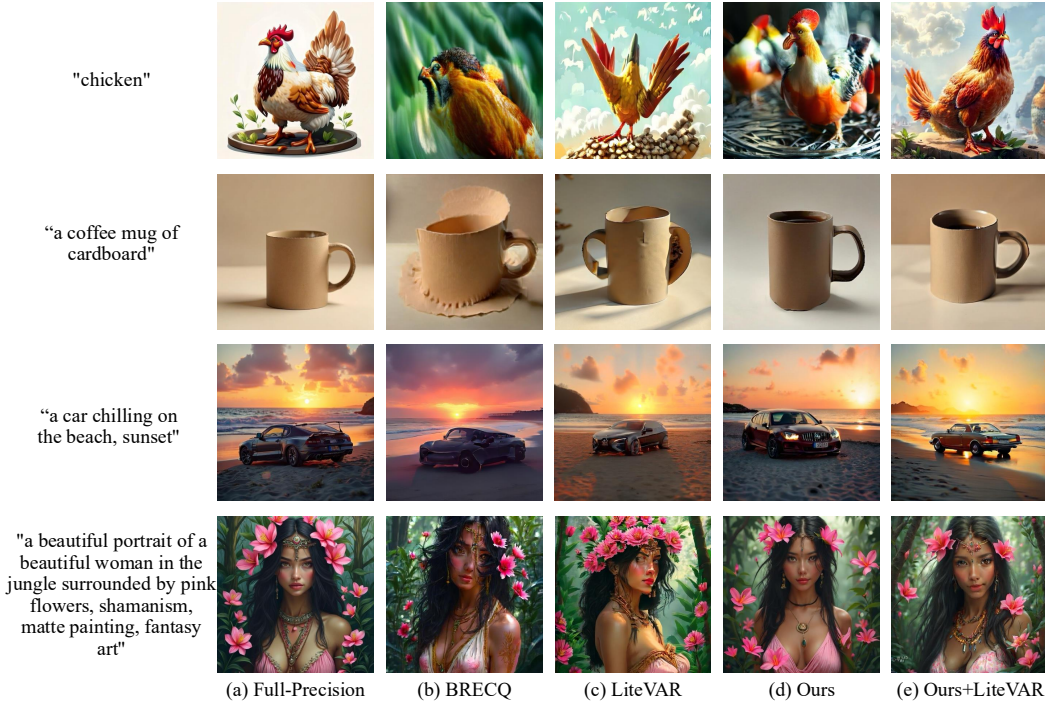 "chicken"
“a coffee mug of
cardboard"
“a car chilling on
the beach, sunset"
"a beautiful portrait of a
beautiful woman in the
jungle surrounded by pink
flowers, shamanism,
matte painting, fantasy
art"
(a) Full-Precision
(b) BRECQ
(c) LiteVAR
(d) Ours
(e) Ours+LiteVAR